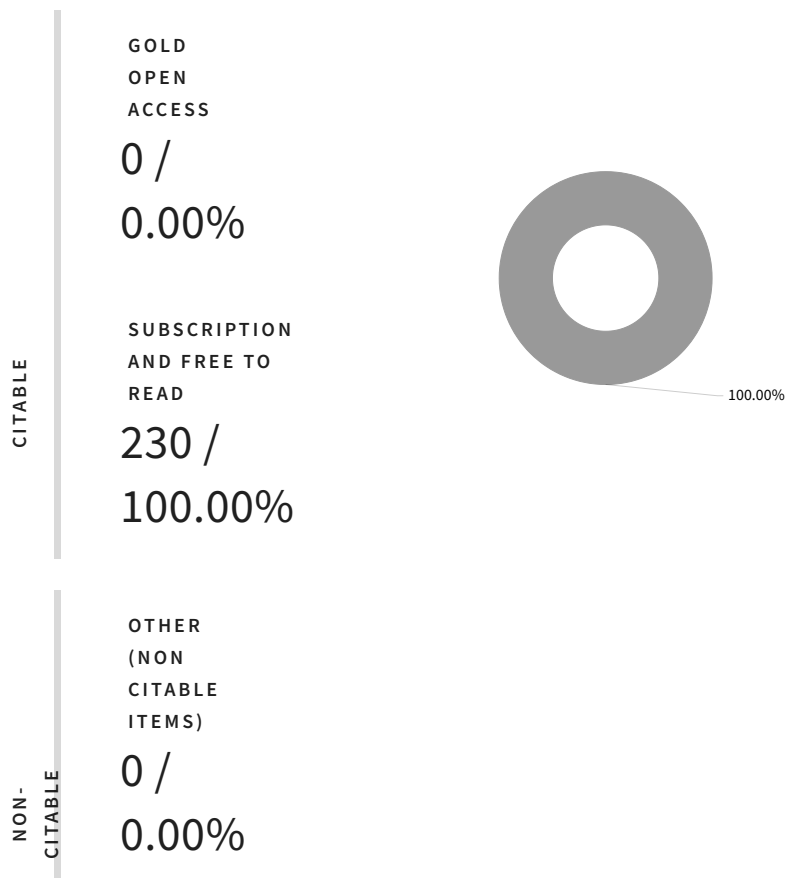 CITABLE
GOLD
OPEN
ACCESS
0 /
0.00%
SUBSCRIPTION
AND FREE TO
READ
230 /
100.00%
100.00%
NON-
CITABLE
OTHER
(NON
CITABLE
ITEMS)
0 /
0.00%